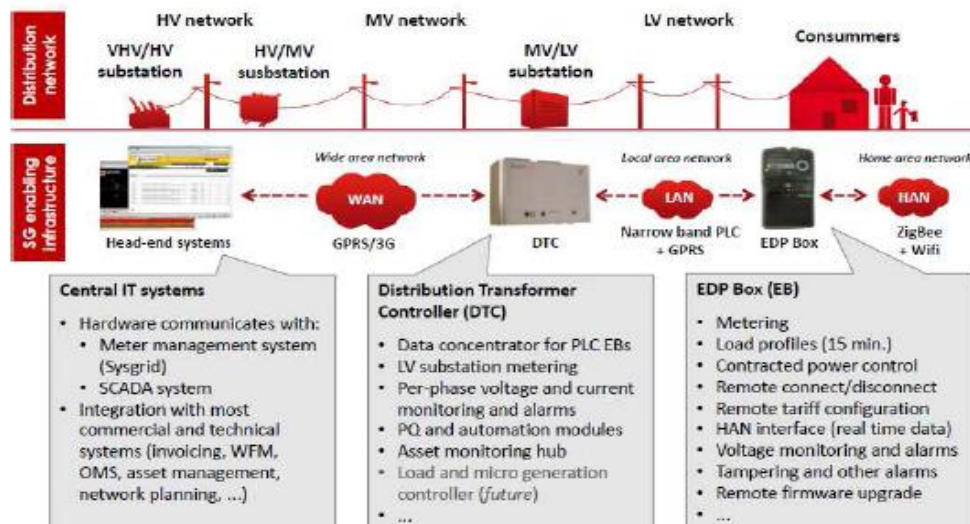 Distribution
network
HV network
MV network
LV network
VHV/HV
substation
HV/MV
susbstation
MV/LV
substation
Consummers
SG enabling
infrastructure
Wide area network
Local area network
Home area network
WAN
LAN
HAN
Head-end systems
GPRS/3G
DTC
Narrow band PLC
+ GPRS
EDP Box
ZigBee
+ Wifi
Central IT systems
• Hardware communicates with:
• Meter management system
(Sysgrid)
• SCADA system
• Integration with most
commercial and technical
systems (invoicing, WFM,
OMS, asset management,
network planning, ...)
Distribution Transformer
Controller (DTC)
• Data concentrator for PLC EBs
• LV substation metering
• Per-phase voltage and current
monitoring and alarms
• PQ and automation modules
• Asset monitoring hub
• Load and micro generation
controller (future)
• ...
EDP Box (EB)
• Metering
• Load profiles (15 min.)
• Contracted power control
• Remote connect/disconnect
• Remote tariff configuration
• HAN interface (real time data)
• Voltage monitoring and alarms
• Tampering and other alarms
• Remote firmware upgrade
• ...